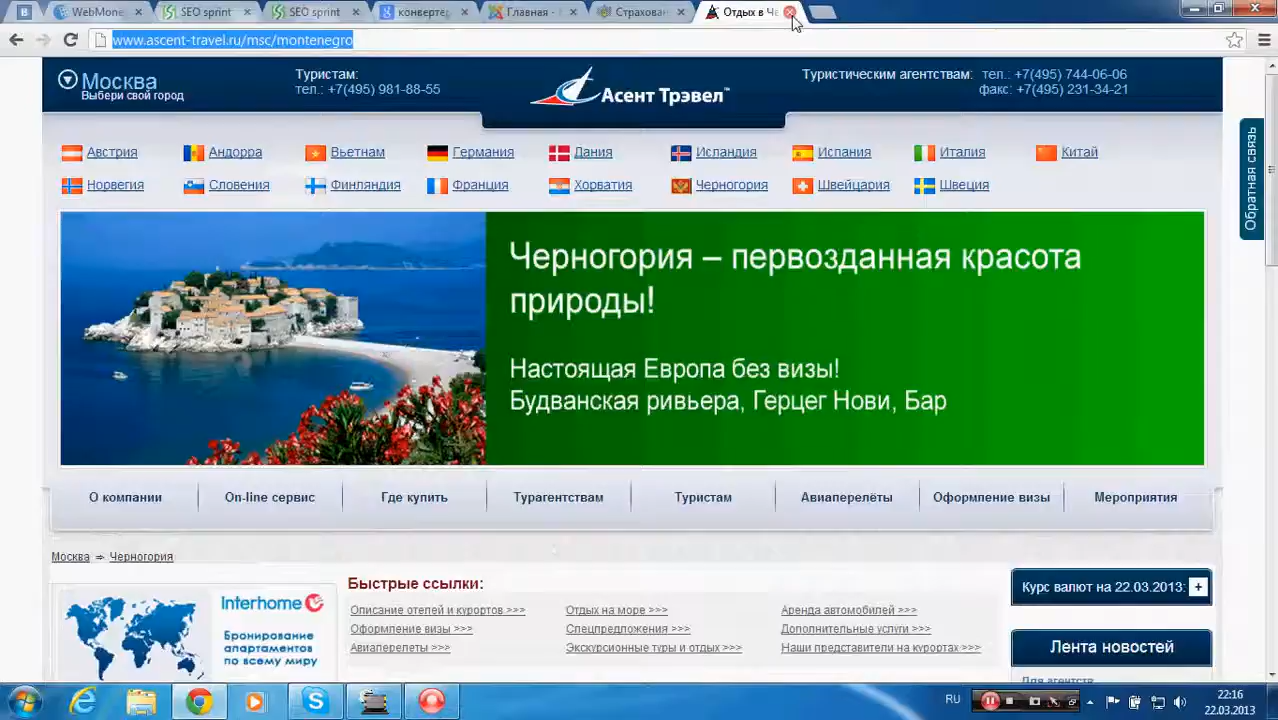 WebMone
SEO sprint
SEO sprint
конвертер
Главная -
Страхован
Отдых в Че
www.ascent-travel.ru/msc/montenegro
Москва
Выбери свой город
Туристам:
тел.: +7(495) 981-88-55
Асент Трэвел
Туристическим агентствам: тел.: +7(495) 744-06-06
факс: +7(495) 231-34-21
Обратная связь
Австрия Андорра Вьетнам Германия Дания Исландия Испания Италия Китай
Норвегия Словения Финляндия Франция Хорватия Черногория Швейцария Швеция
Черногория – первозданная красота
природы!
Настоящая Европа без визы!
Будванская ривьера, Герцег Нови, Бар
О компании On-line сервис Где купить Турагентствам Туристам Авиаперелёты Оформление визы Мероприятия
Москва ⇒ Черногория
Interhome
Бронирование
апартаментов
по всему миру
Быстрые ссылки:
Описание отелей и курортов >>> Отдых на море >>> Аренда автомобилей >>>
Оформление визы >>> Спецпредложения >>> Дополнительные услуги >>>
Авиаперелеты >>> Экскурсионные туры и отдых >>> Наши представители на курортах >>>
Курс валют на 22.03.2013: +
Лента новостей
Для агентств
RU
22:16
22.03.2013